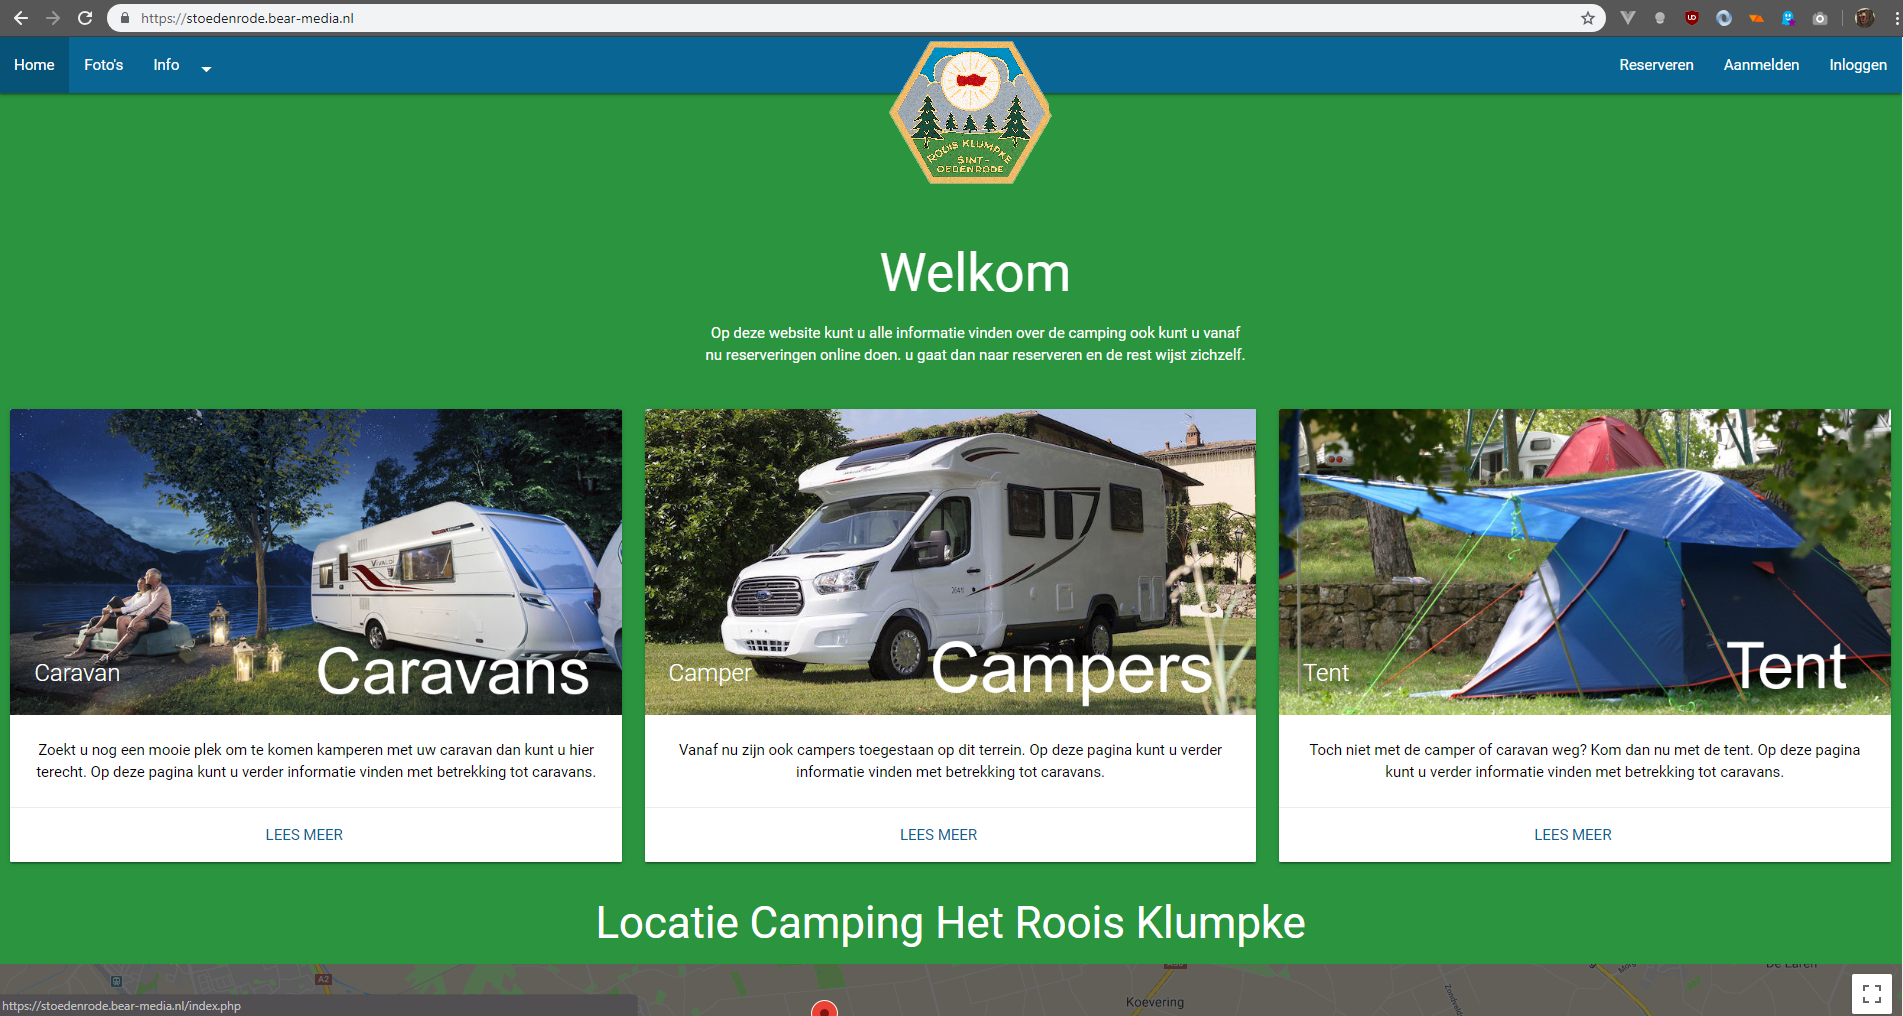 https://stoedenrode.bear-media.nl
Home
Foto's
Info
Reserveren
Aanmelden
Inloggen
ROOIS KLUMPKE
SINT-
OEDENRODE
Welkom
Op deze website kunt u alle informatie vinden over de camping ook kunt u vanaf
nu reserveringen online doen. u gaat dan naar reserveren en de rest wijst zichzelf.
Caravan
Caravans
Camper
Campers
Tent
Tent
Zoekt u nog een mooie plek om te komen kamperen met uw caravan dan kunt u hier
terecht. Op deze pagina kunt u verder informatie vinden met betrekking tot caravans.
LEES MEER
Vanaf nu zijn ook campers toegestaan op dit terrein. Op deze pagina kunt u verder
informatie vinden met betrekking tot caravans.
LEES MEER
Toch niet met de camper of caravan weg? Kom dan nu met de tent. Op deze pagina
kunt u verder informatie vinden met betrekking tot caravans.
LEES MEER
Locatie Camping Het Roois Klumpke
A2
De Laren
Koevering
https://stoedenrode.bear-media.nl/index.php